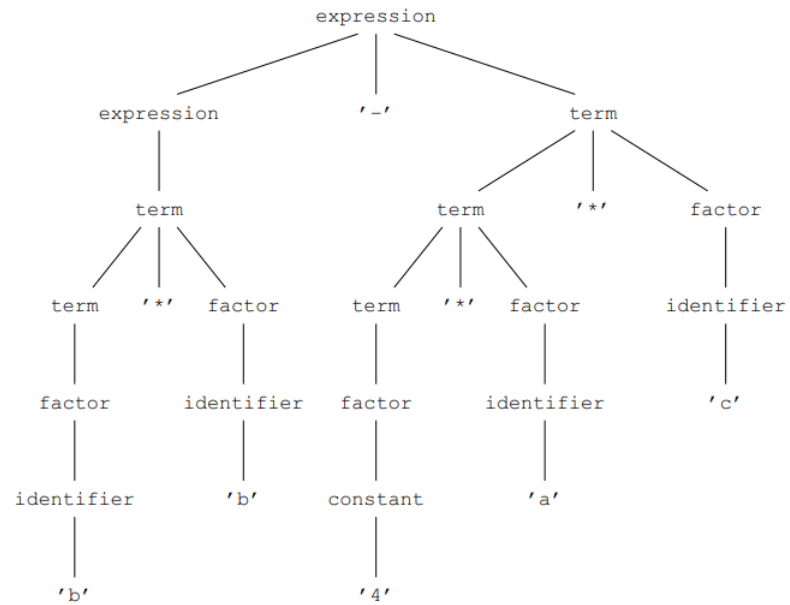 expression
expression '-' term
term term '*' factor
term '*' factor term '*' factor identifier
factor identifier factor identifier 'c'
identifier 'b' constant 'a'
'b' '4'